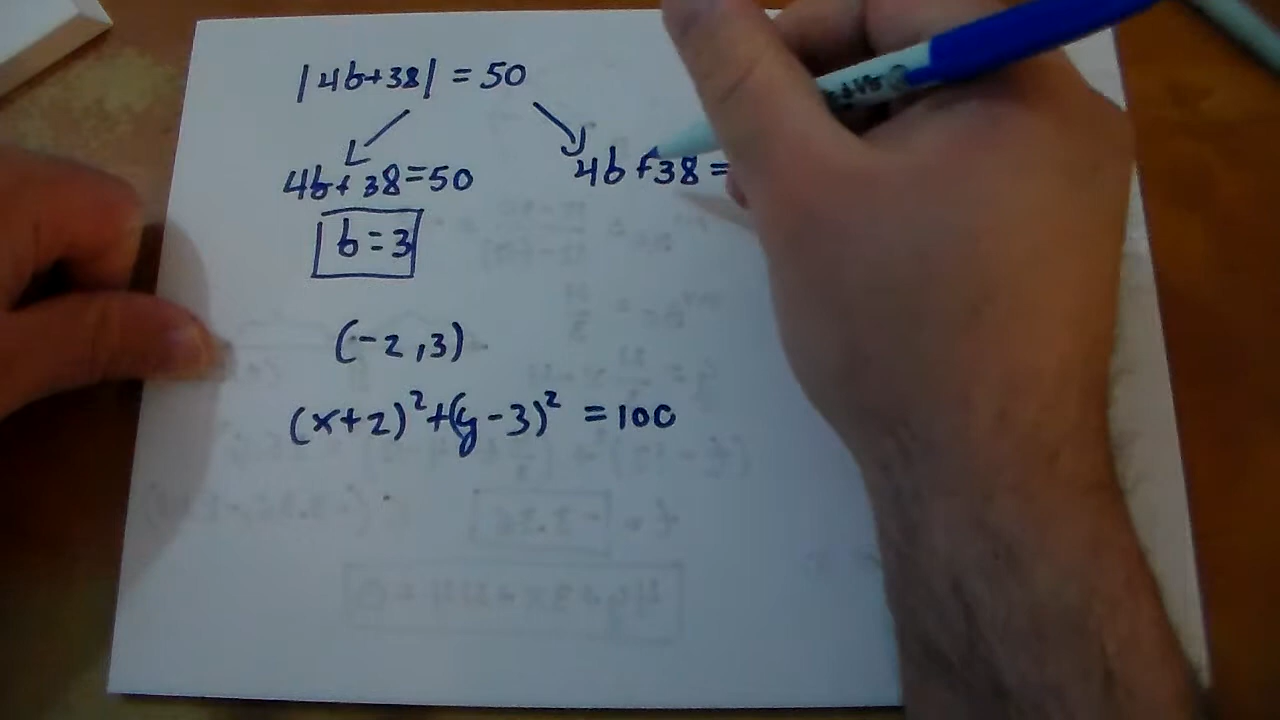 |4b+38| = 50
4b+38=50 4b+38=
b=3
(-2,3)
(x+2)²+(y-3)² = 100